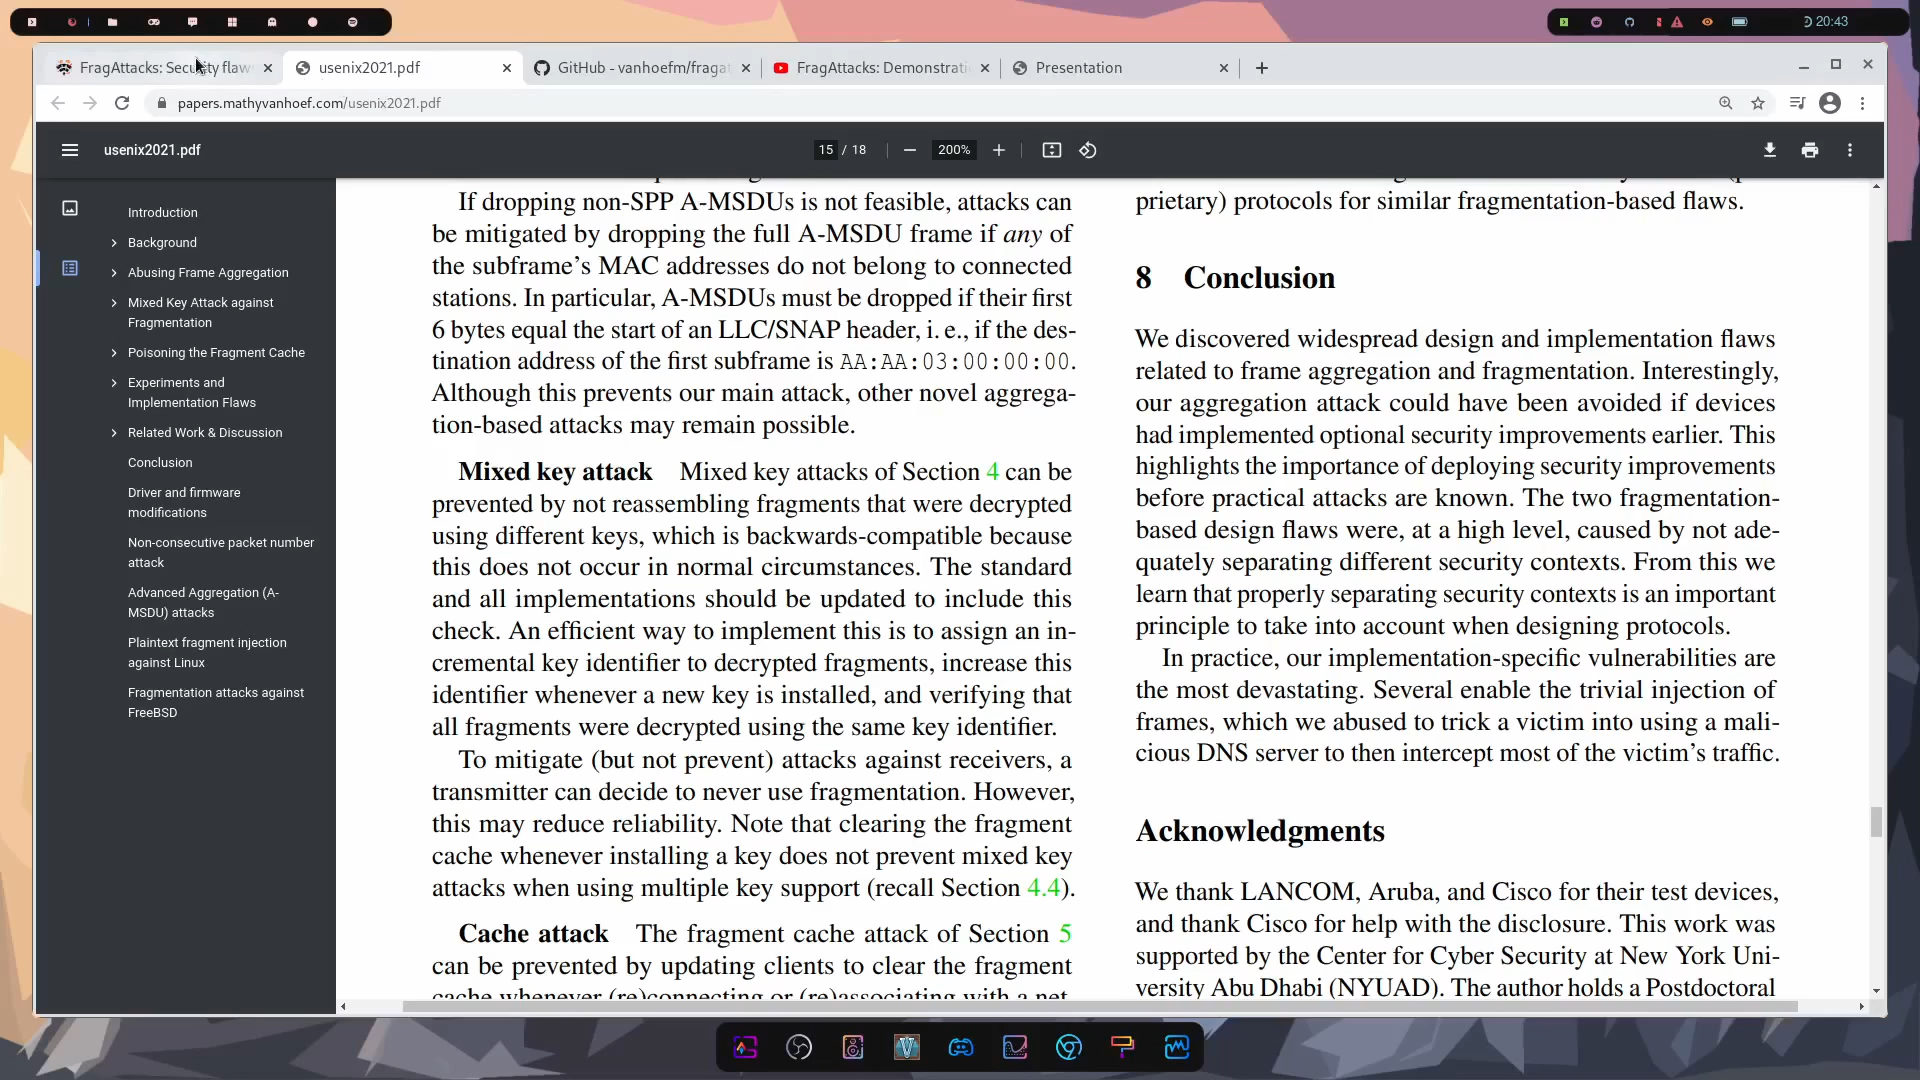 20:43
FragAttacks: Security flaw
usenix2021.pdf
GitHub - vanhoefm/fragat
FragAttacks: Demonstrati
Presentation
papers.mathyvanhoef.com/usenix2021.pdf
usenix2021.pdf
15 / 18
200%
Introduction
Background
Abusing Frame Aggregation
Mixed Key Attack against
Fragmentation
Poisoning the Fragment Cache
Experiments and
Implementation Flaws
Related Work & Discussion
Conclusion
Driver and firmware
modifications
Non-consecutive packet number
attack
Advanced Aggregation (A-
MSDU) attacks
Plaintext fragment injection
against Linux
Fragmentation attacks against
FreeBSD
If dropping non-SPP A-MSDUs is not feasible, attacks can
be mitigated by dropping the full A-MSDU frame if any of
the subframe's MAC addresses do not belong to connected
stations. In particular, A-MSDUs must be dropped if their first
6 bytes equal the start of an LLC/SNAP header, i. e., if the des-
tination address of the first subframe is AA:AA:03:00:00:00.
Although this prevents our main attack, other novel aggrega-
tion-based attacks may remain possible.
Mixed key attack Mixed key attacks of Section 4 can be
prevented by not reassembling fragments that were decrypted
using different keys, which is backwards-compatible because
this does not occur in normal circumstances. The standard
and all implementations should be updated to include this
check. An efficient way to implement this is to assign an in-
cremental key identifier to decrypted fragments, increase this
identifier whenever a new key is installed, and verifying that
all fragments were decrypted using the same key identifier.
To mitigate (but not prevent) attacks against receivers, a
transmitter can decide to never use fragmentation. However,
this may reduce reliability. Note that clearing the fragment
cache whenever installing a key does not prevent mixed key
attacks when using multiple key support (recall Section 4.4).
Cache attack The fragment cache attack of Section 5
can be prevented by updating clients to clear the fragment
cache whenever (re)connecting or (re)associating with a net-
prietary) protocols for similar fragmentation-based flaws.
8 Conclusion
We discovered widespread design and implementation flaws
related to frame aggregation and fragmentation. Interestingly,
our aggregation attack could have been avoided if devices
had implemented optional security improvements earlier. This
highlights the importance of deploying security improvements
before practical attacks are known. The two fragmentation-
based design flaws were, at a high level, caused by not ade-
quately separating different security contexts. From this we
learn that properly separating security contexts is an important
principle to take into account when designing protocols.
In practice, our implementation-specific vulnerabilities are
the most devastating. Several enable the trivial injection of
frames, which we abused to trick a victim into using a mali-
cious DNS server to then intercept most of the victim's traffic.
Acknowledgments
We thank LANCOM, Aruba, and Cisco for their test devices,
and thank Cisco for help with the disclosure. This work was
supported by the Center for Cyber Security at New York Uni-
versity Abu Dhabi (NYUAD). The author holds a Postdoctoral